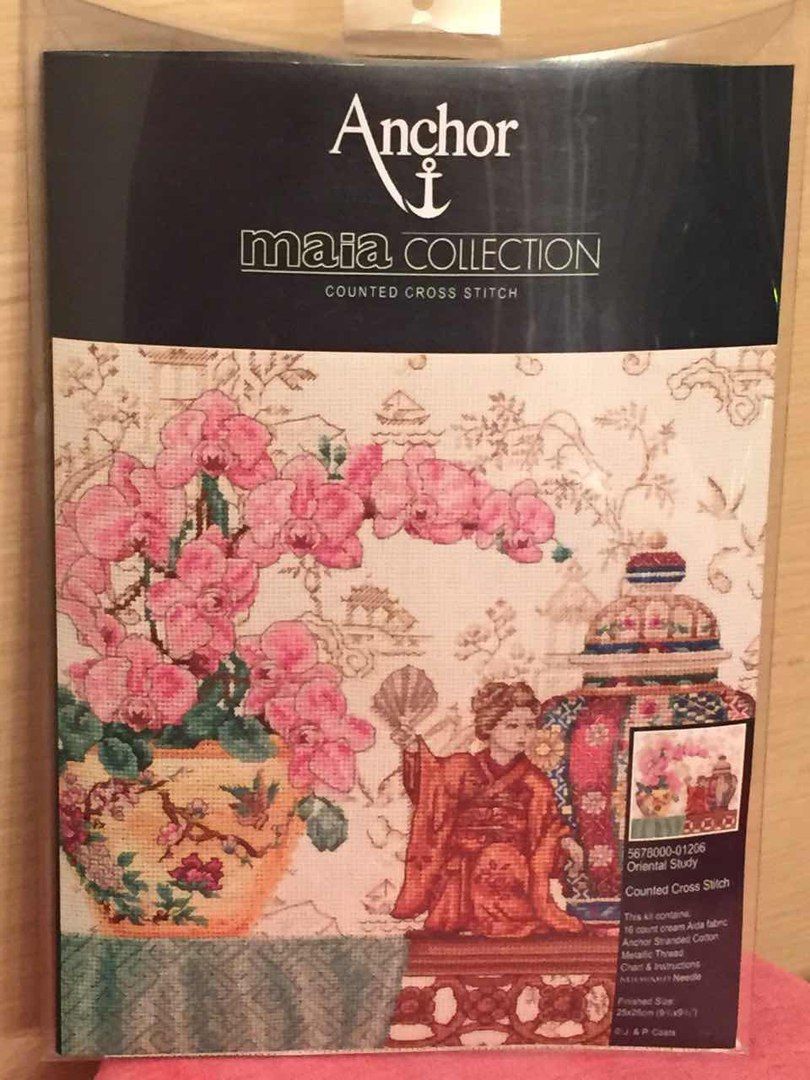 Anchor
maia COLLECTION
COUNTED CROSS STITCH
5678000-01206
Oriental Study
Counted Cross Stitch
This kit contains:
16 count cream Aida fabric
Anchor Stranded Cotton
Metallic Thread
Chart & Instructions
Needle
Finished Size:
© J. & P. Coats